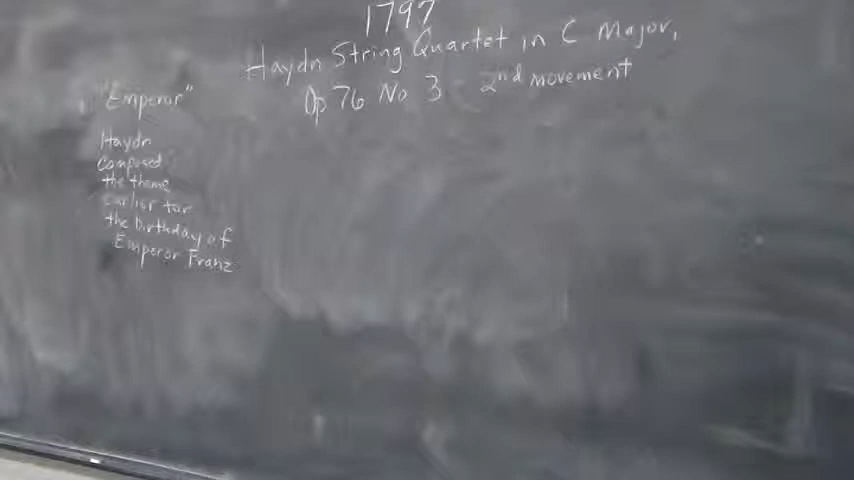 1797
Haydn String Quartet in C Major,
Op 76 No 3 2nd movement
"Emperor"
Haydn
composed
the theme
earlier for
the birthday of
Emperor Franz